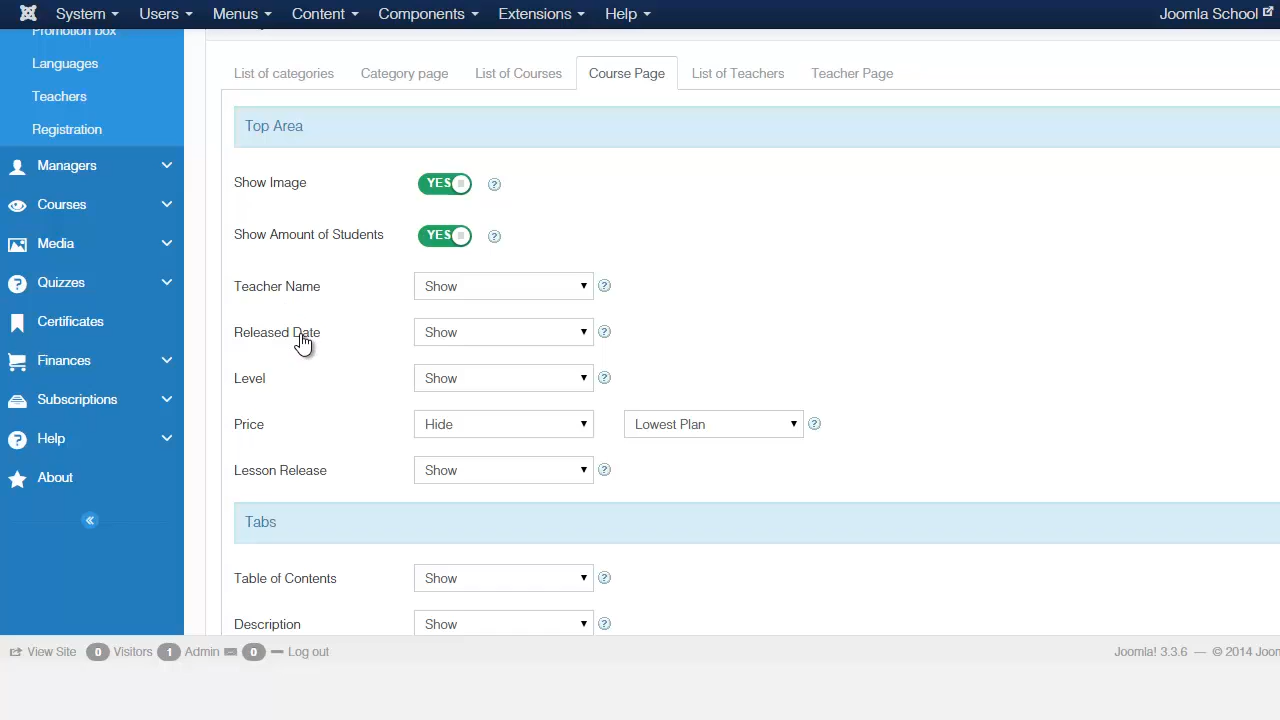 System Users Menus Content Components Extensions Help Joomla School
Promotion box
Languages
Teachers
Registration
Managers
Courses
Media
Quizzes
Certificates
Finances
Subscriptions
Help
About
List of categories Category page List of Courses Course Page List of Teachers Teacher Page
Top Area
Show Image YES
Show Amount of Students YES
Teacher Name Show
Released Date Show
Level Show
Price Hide Lowest Plan
Lesson Release Show
Tabs
Table of Contents Show
Description Show
View Site 0 Visitors 1 Admin 0 Log out Joomla! 3.3.6 — © 2014 Joom